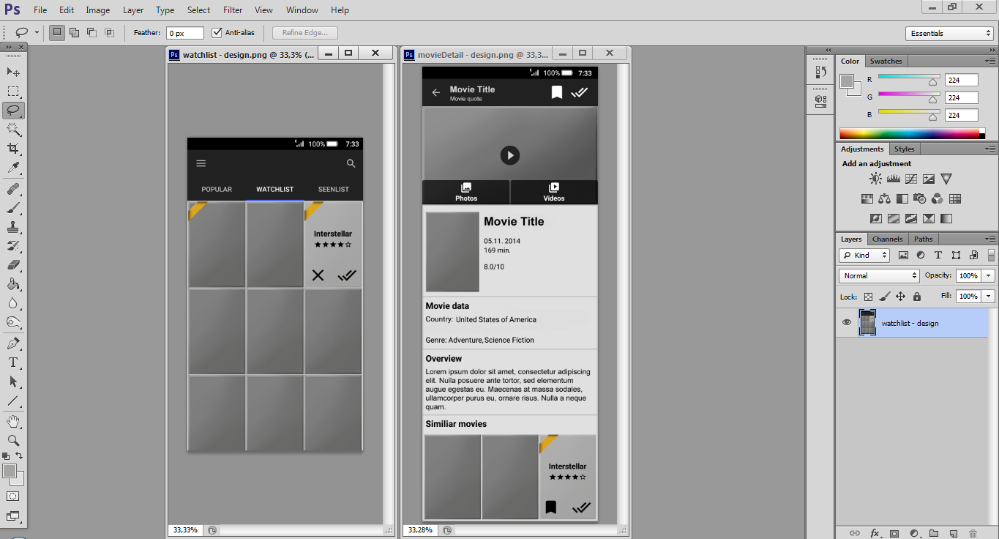 Ps File Edit Image Layer Type Select Filter View Window Help
Feather: 0 px Anti-alias Refine Edge... Essentials
Ps watchlist - design.png @ 33,3% (...
100% 7:33
POPULAR WATCHLIST SEENLIST
Interstellar
33,33%
Ps movieDetail - design.png @ 33,3...
100% 7:33
Movie Title
Movie quote
Photos Videos
Movie Title
05.11. 2014
169 min.
8.0/10
Movie data
Country: United States of America
Genre: Adventure, Science Fiction
Overview
Lorem ipsum dolor sit amet, consectetur adipiscing
elit. Nulla posuere ante tortor, sed elementum
augue egestas eu. Maecenas at massa sodales,
ullamcorper purus eu, ornare risus. Nulla a neque
quam.
Similiar movies
Interstellar
33,28%
Color Swatches
R 224
G 224
B 224
Adjustments Styles
Add an adjustment
Layers Channels Paths
Kind
Normal Opacity: 100%
Lock: Fill: 100%
watchlist - design
fx